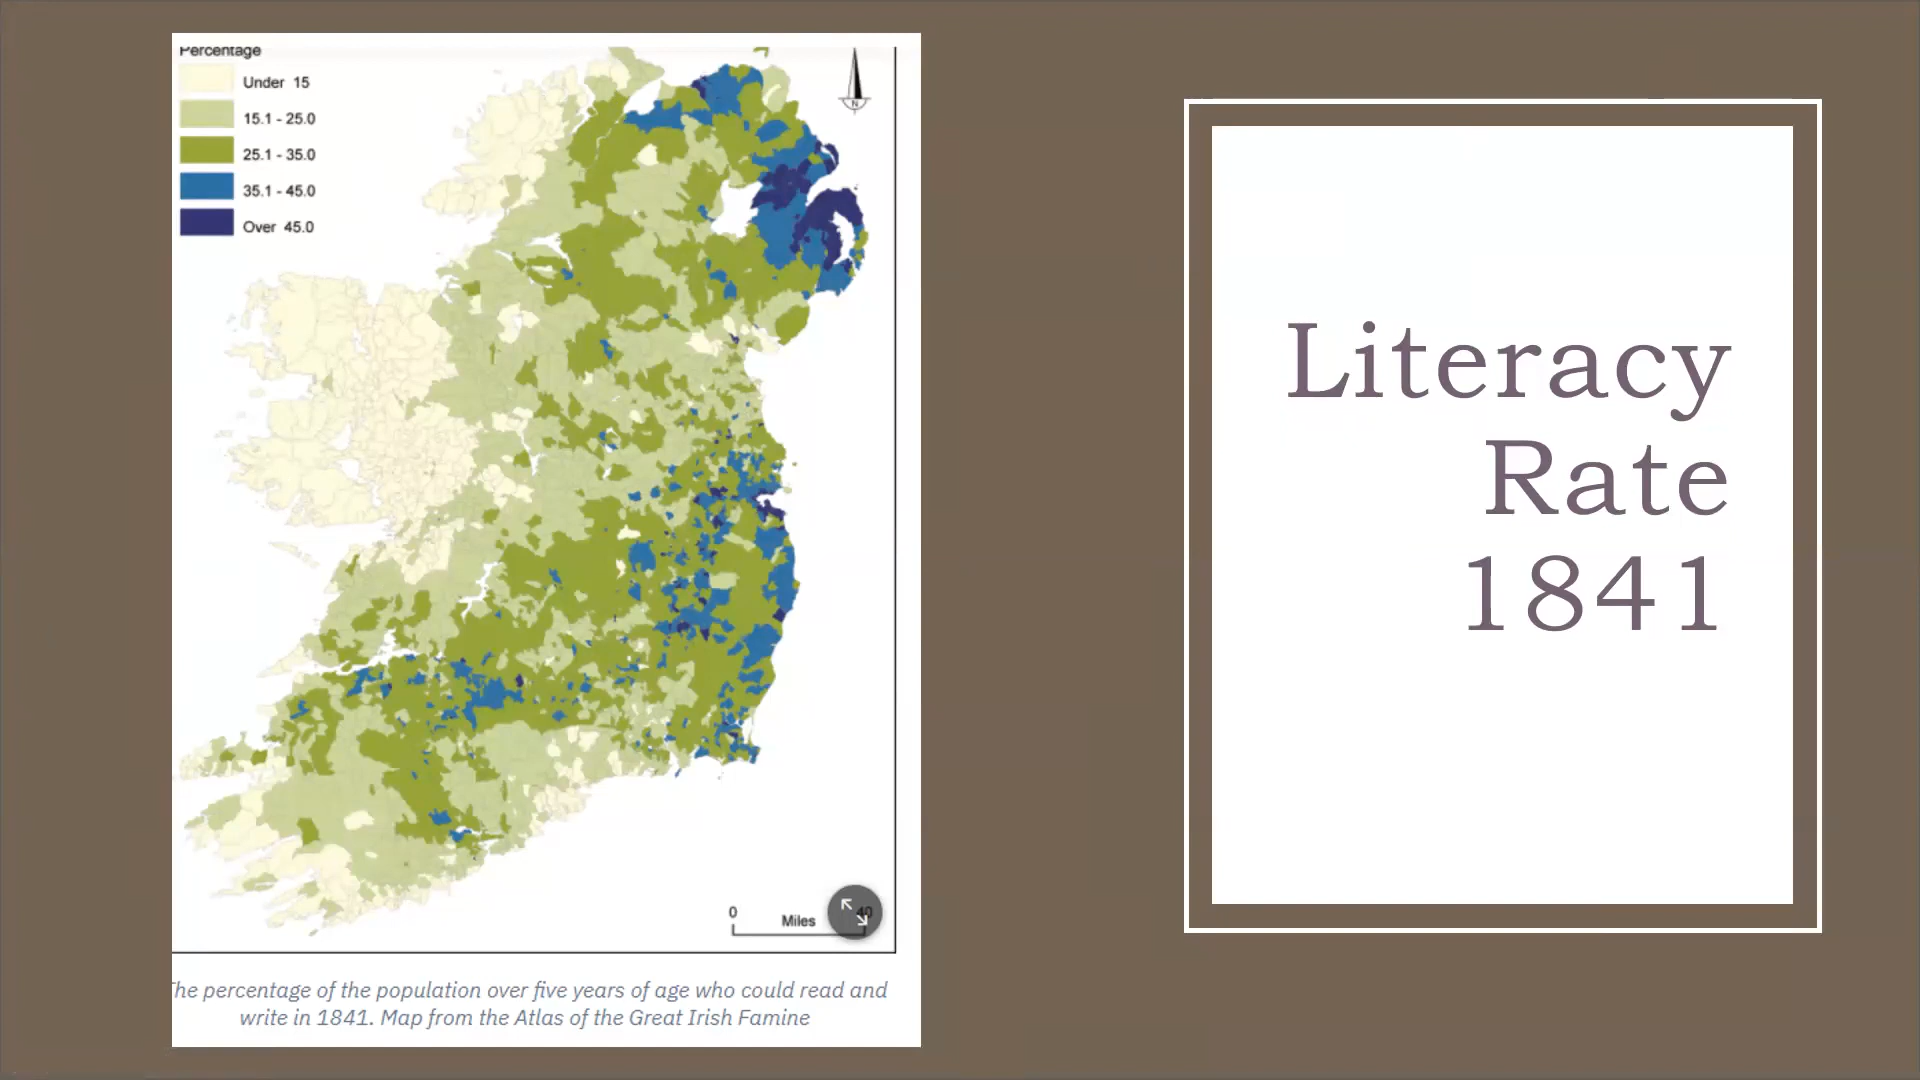 Percentage
Under 15
15.1 - 25.0
25.1 - 35.0
35.1 - 45.0
Over 45.0
N
0 Miles 40
The percentage of the population over five years of age who could read and
write in 1841. Map from the Atlas of the Great Irish Famine
Literacy
Rate
1841